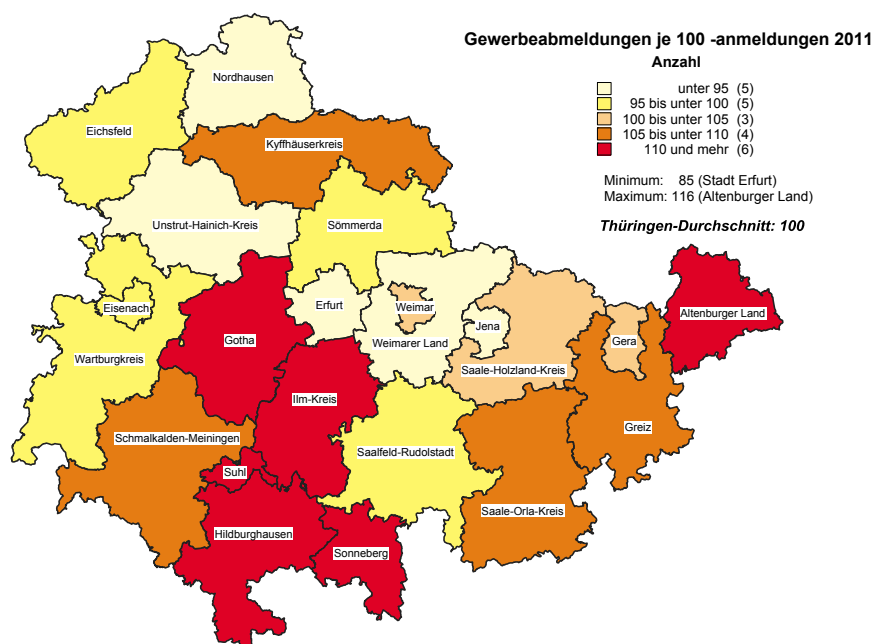 Gewerbeabmeldungen je 100 -anmeldungen 2011
Anzahl
unter 95 (5)
95 bis unter 100 (5)
100 bis unter 105 (3)
105 bis unter 110 (4)
110 und mehr (6)
Minimum: 85 (Stadt Erfurt)
Maximum: 116 (Altenburger Land)
Thüringen-Durchschnitt: 100
Nordhausen
Eichsfeld
Kyffhäuserkreis
Unstrut-Hainich-Kreis
Sömmerda
Eisenach
Erfurt
Weimar
Jena
Altenburger Land
Gotha
Weimarer Land
Gera
Wartburgkreis
Saale-Holzland-Kreis
Ilm-Kreis
Greiz
Schmalkalden-Meiningen
Saalfeld-Rudolstadt
Suhl
Saale-Orla-Kreis
Hildburghausen
Sonneberg